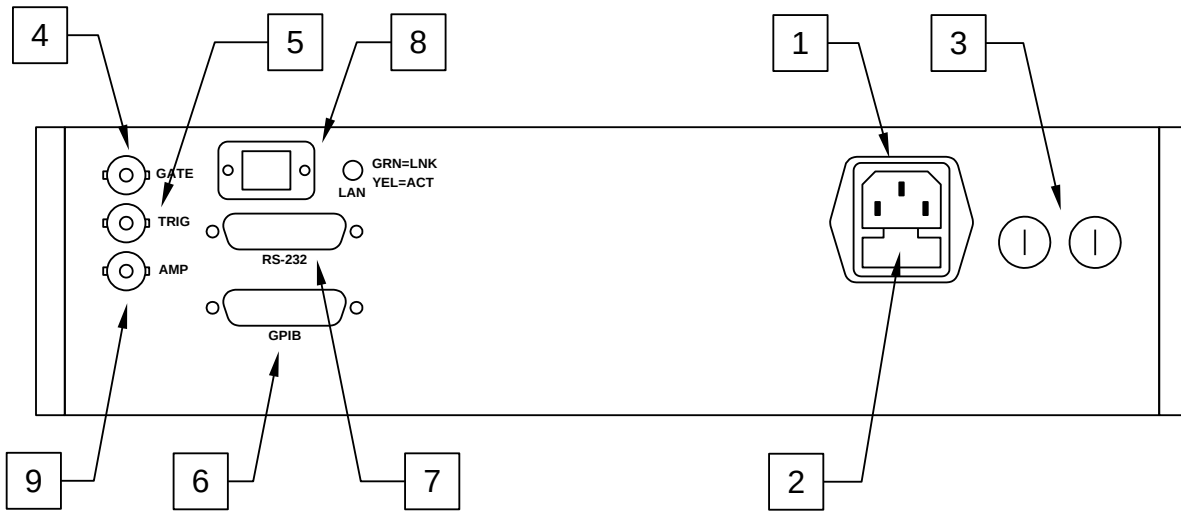 4
5
8
1
3
GATE
GRN=LNK
YEL=ACT
LAN
TRIG
RS-232
AMP
GPIB
9
6
7
2